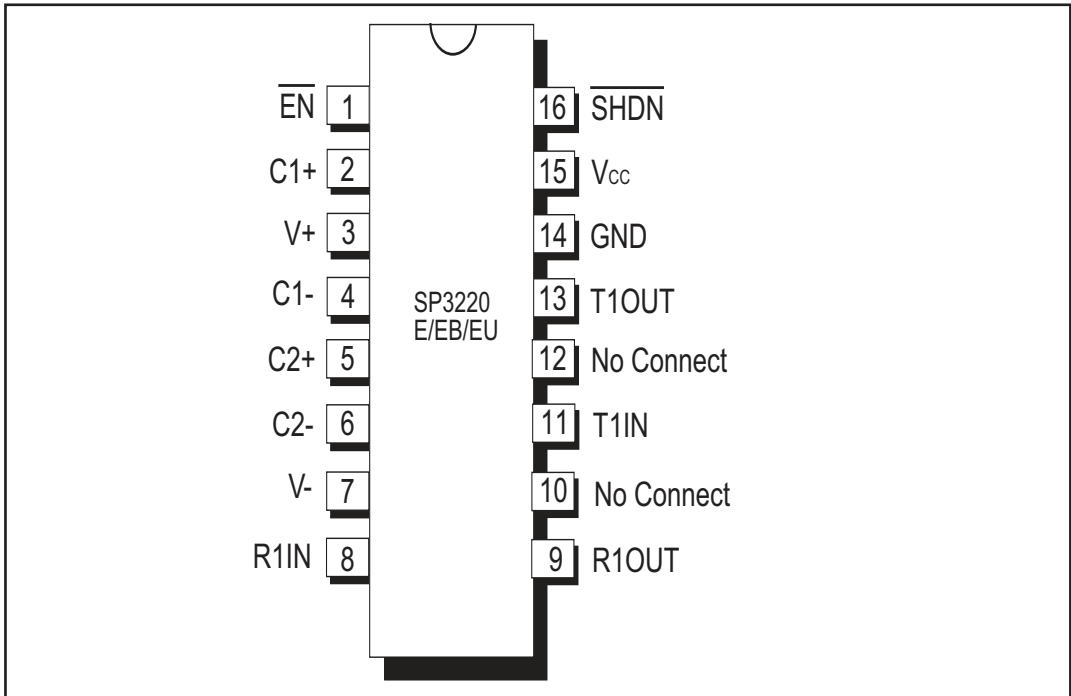 EN 1
C1+ 2
V+ 3
C1- 4
C2+ 5
C2- 6
V- 7
R1IN 8
SP3220
E/EB/EU
16 SHDN
15 Vcc
14 GND
13 T1OUT
12 No Connect
11 T1IN
10 No Connect
9 R1OUT